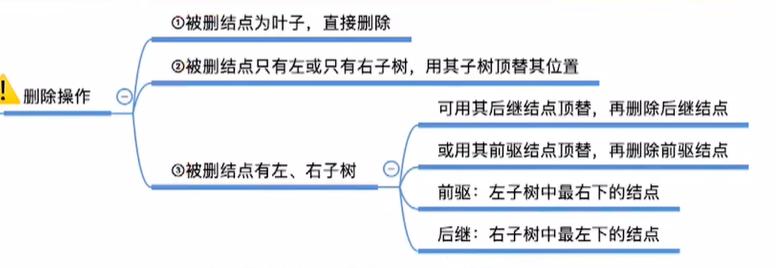 ①被删结点为叶子，直接删除
②被删结点只有左或只有右子树，用其子树顶替其位置
!
删除操作
③被删结点有左、右子树
可用其后继结点顶替，再删除后继结点
或用其前驱结点顶替，再删除前驱结点
前驱：左子树中最右下的结点
后继：右子树中最左下的结点